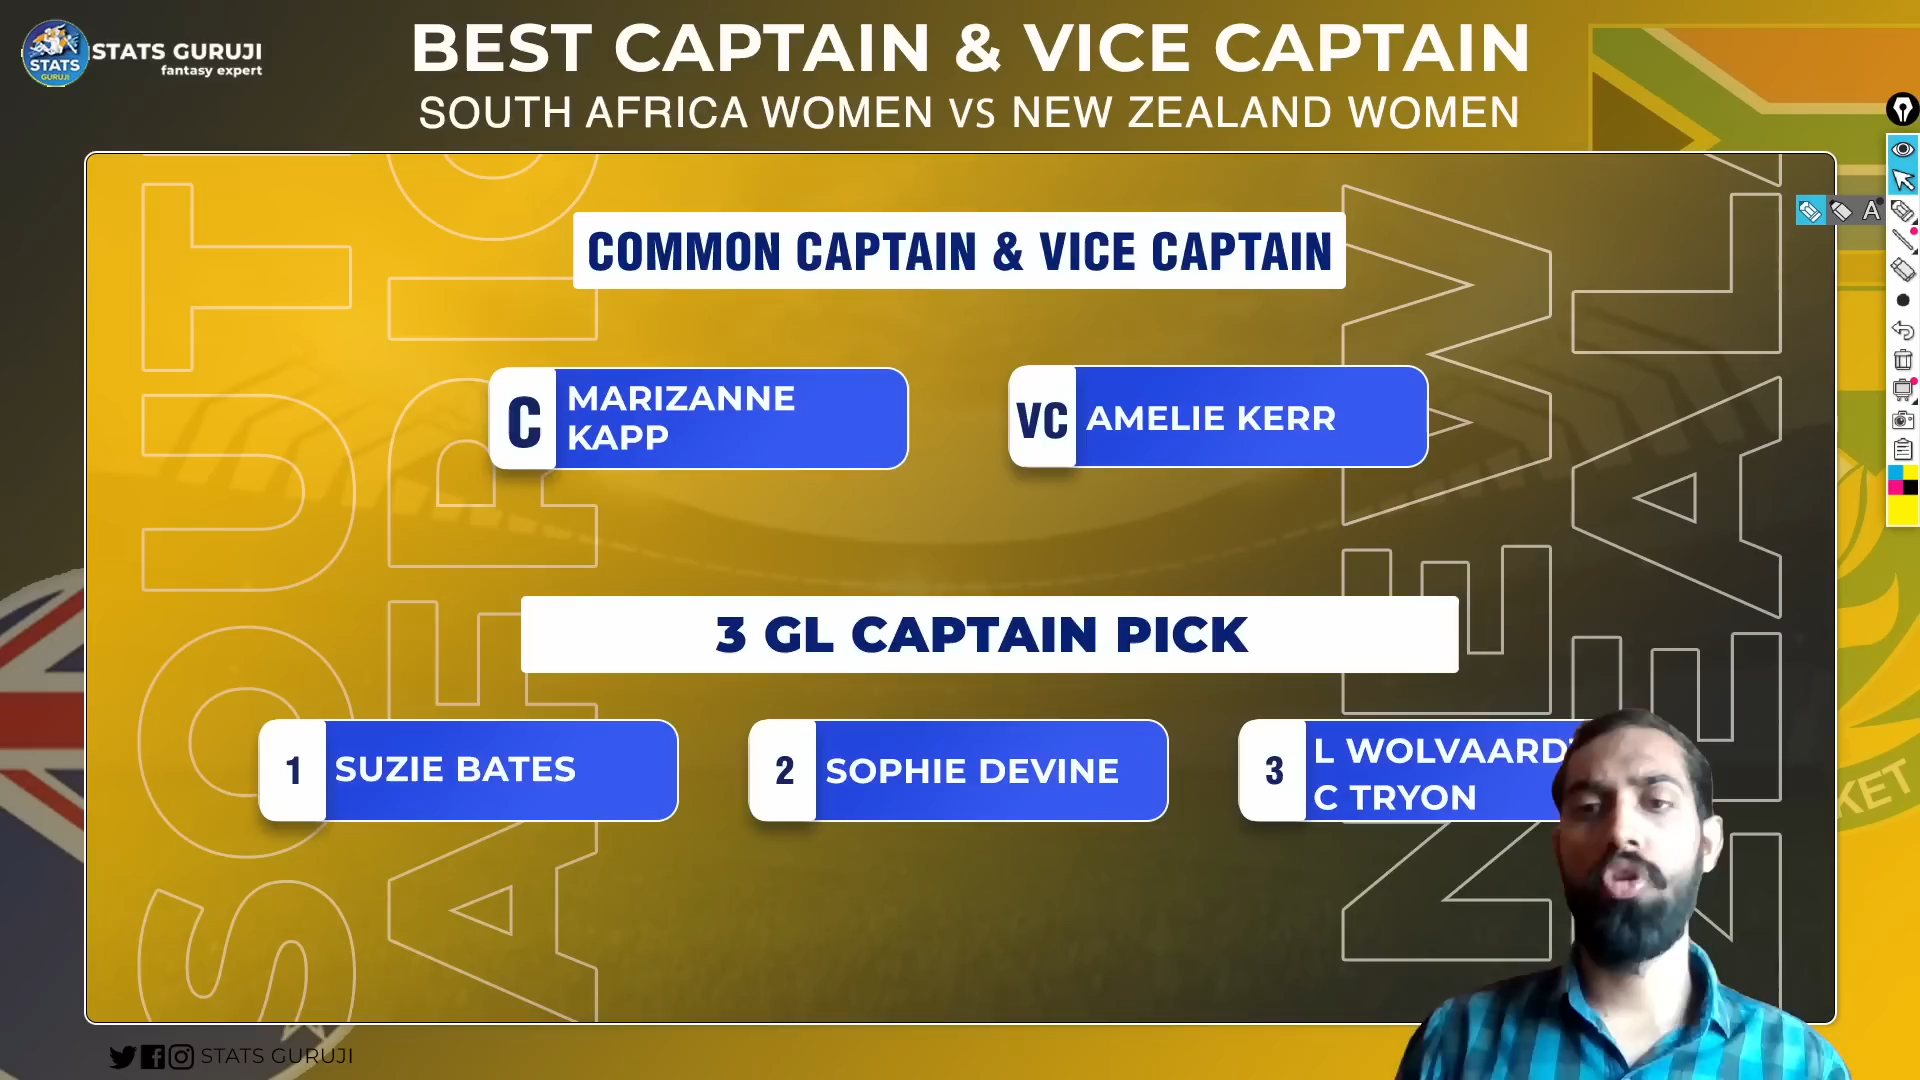 STATS GURUJI
fantasy expert
STATS
GURUJI
BEST CAPTAIN & VICE CAPTAIN
SOUTH AFRICA WOMEN VS NEW ZEALAND WOMEN
COMMON CAPTAIN & VICE CAPTAIN
C MARIZANNE
KAPP
VC AMELIE KERR
3 GL CAPTAIN PICK
1 SUZIE BATES
2 SOPHIE DEVINE
3 L WOLVAARD
C TRYON
STATS GURUJI
A